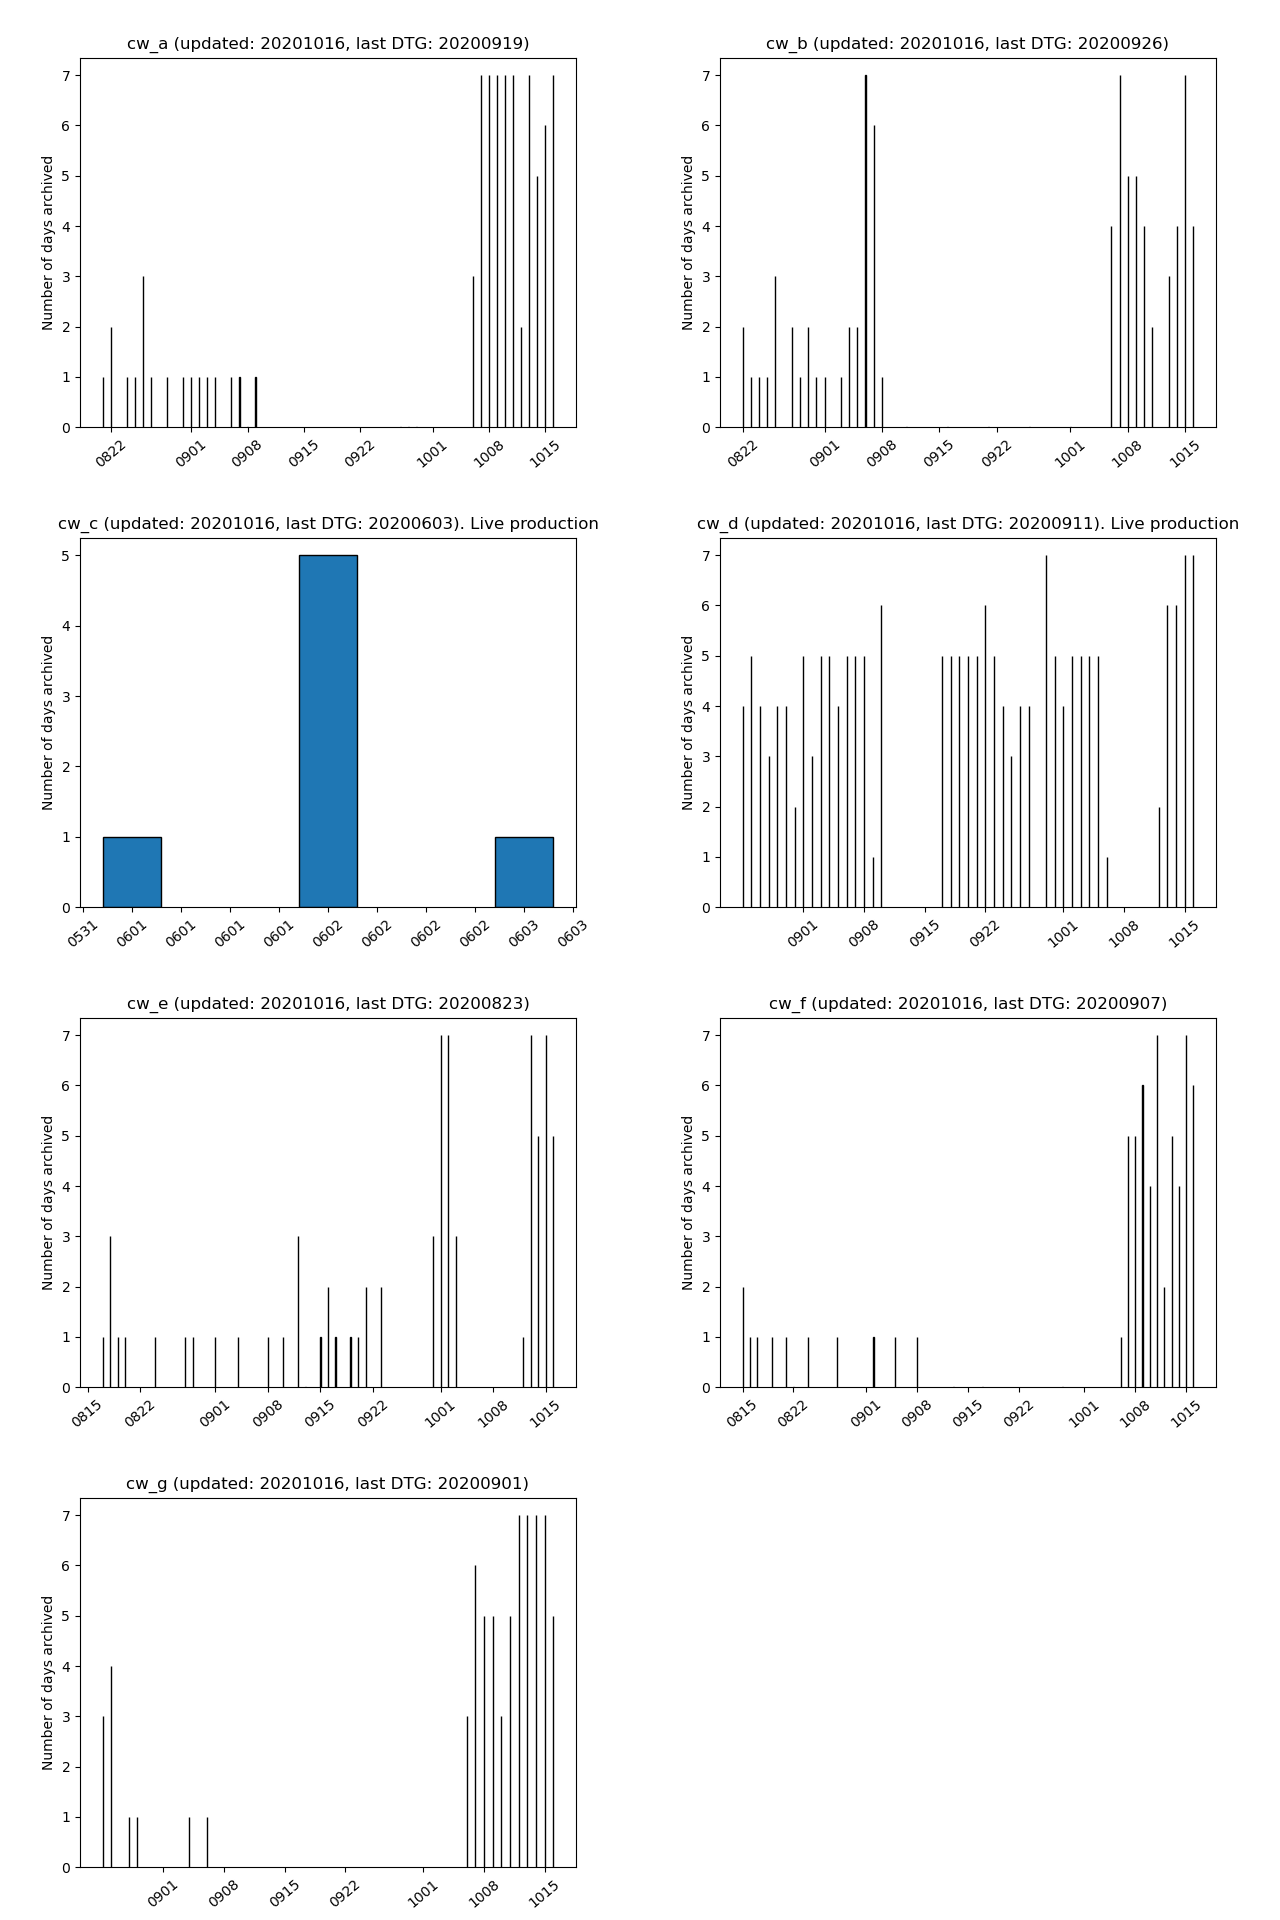 cw_a (updated: 20201016, last DTG: 20200919)
Number of days archived
7
6
5
4
3
2
1
0
0822 0901 0908 0915 0922 1001 1008 1015
cw_b (updated: 20201016, last DTG: 20200926)
Number of days archived
7
6
5
4
3
2
1
0
0822 0901 0908 0915 0922 1001 1008 1015
cw_c (updated: 20201016, last DTG: 20200603). Live production
Number of days archived
5
4
3
2
1
0
0531 0601 0601 0601 0601 0602 0602 0602 0602 0603 0603
cw_d (updated: 20201016, last DTG: 20200911). Live production
Number of days archived
7
6
5
4
3
2
1
0
0901 0908 0915 0922 1001 1008 1015
cw_e (updated: 20201016, last DTG: 20200823)
Number of days archived
7
6
5
4
3
2
1
0
0815 0822 0901 0908 0915 0922 1001 1008 1015
cw_f (updated: 20201016, last DTG: 20200907)
Number of days archived
7
6
5
4
3
2
1
0
0815 0822 0901 0908 0915 0922 1001 1008 1015
cw_g (updated: 20201016, last DTG: 20200901)
Number of days archived
7
6
5
4
3
2
1
0
0901 0908 0915 0922 1001 1008 1015